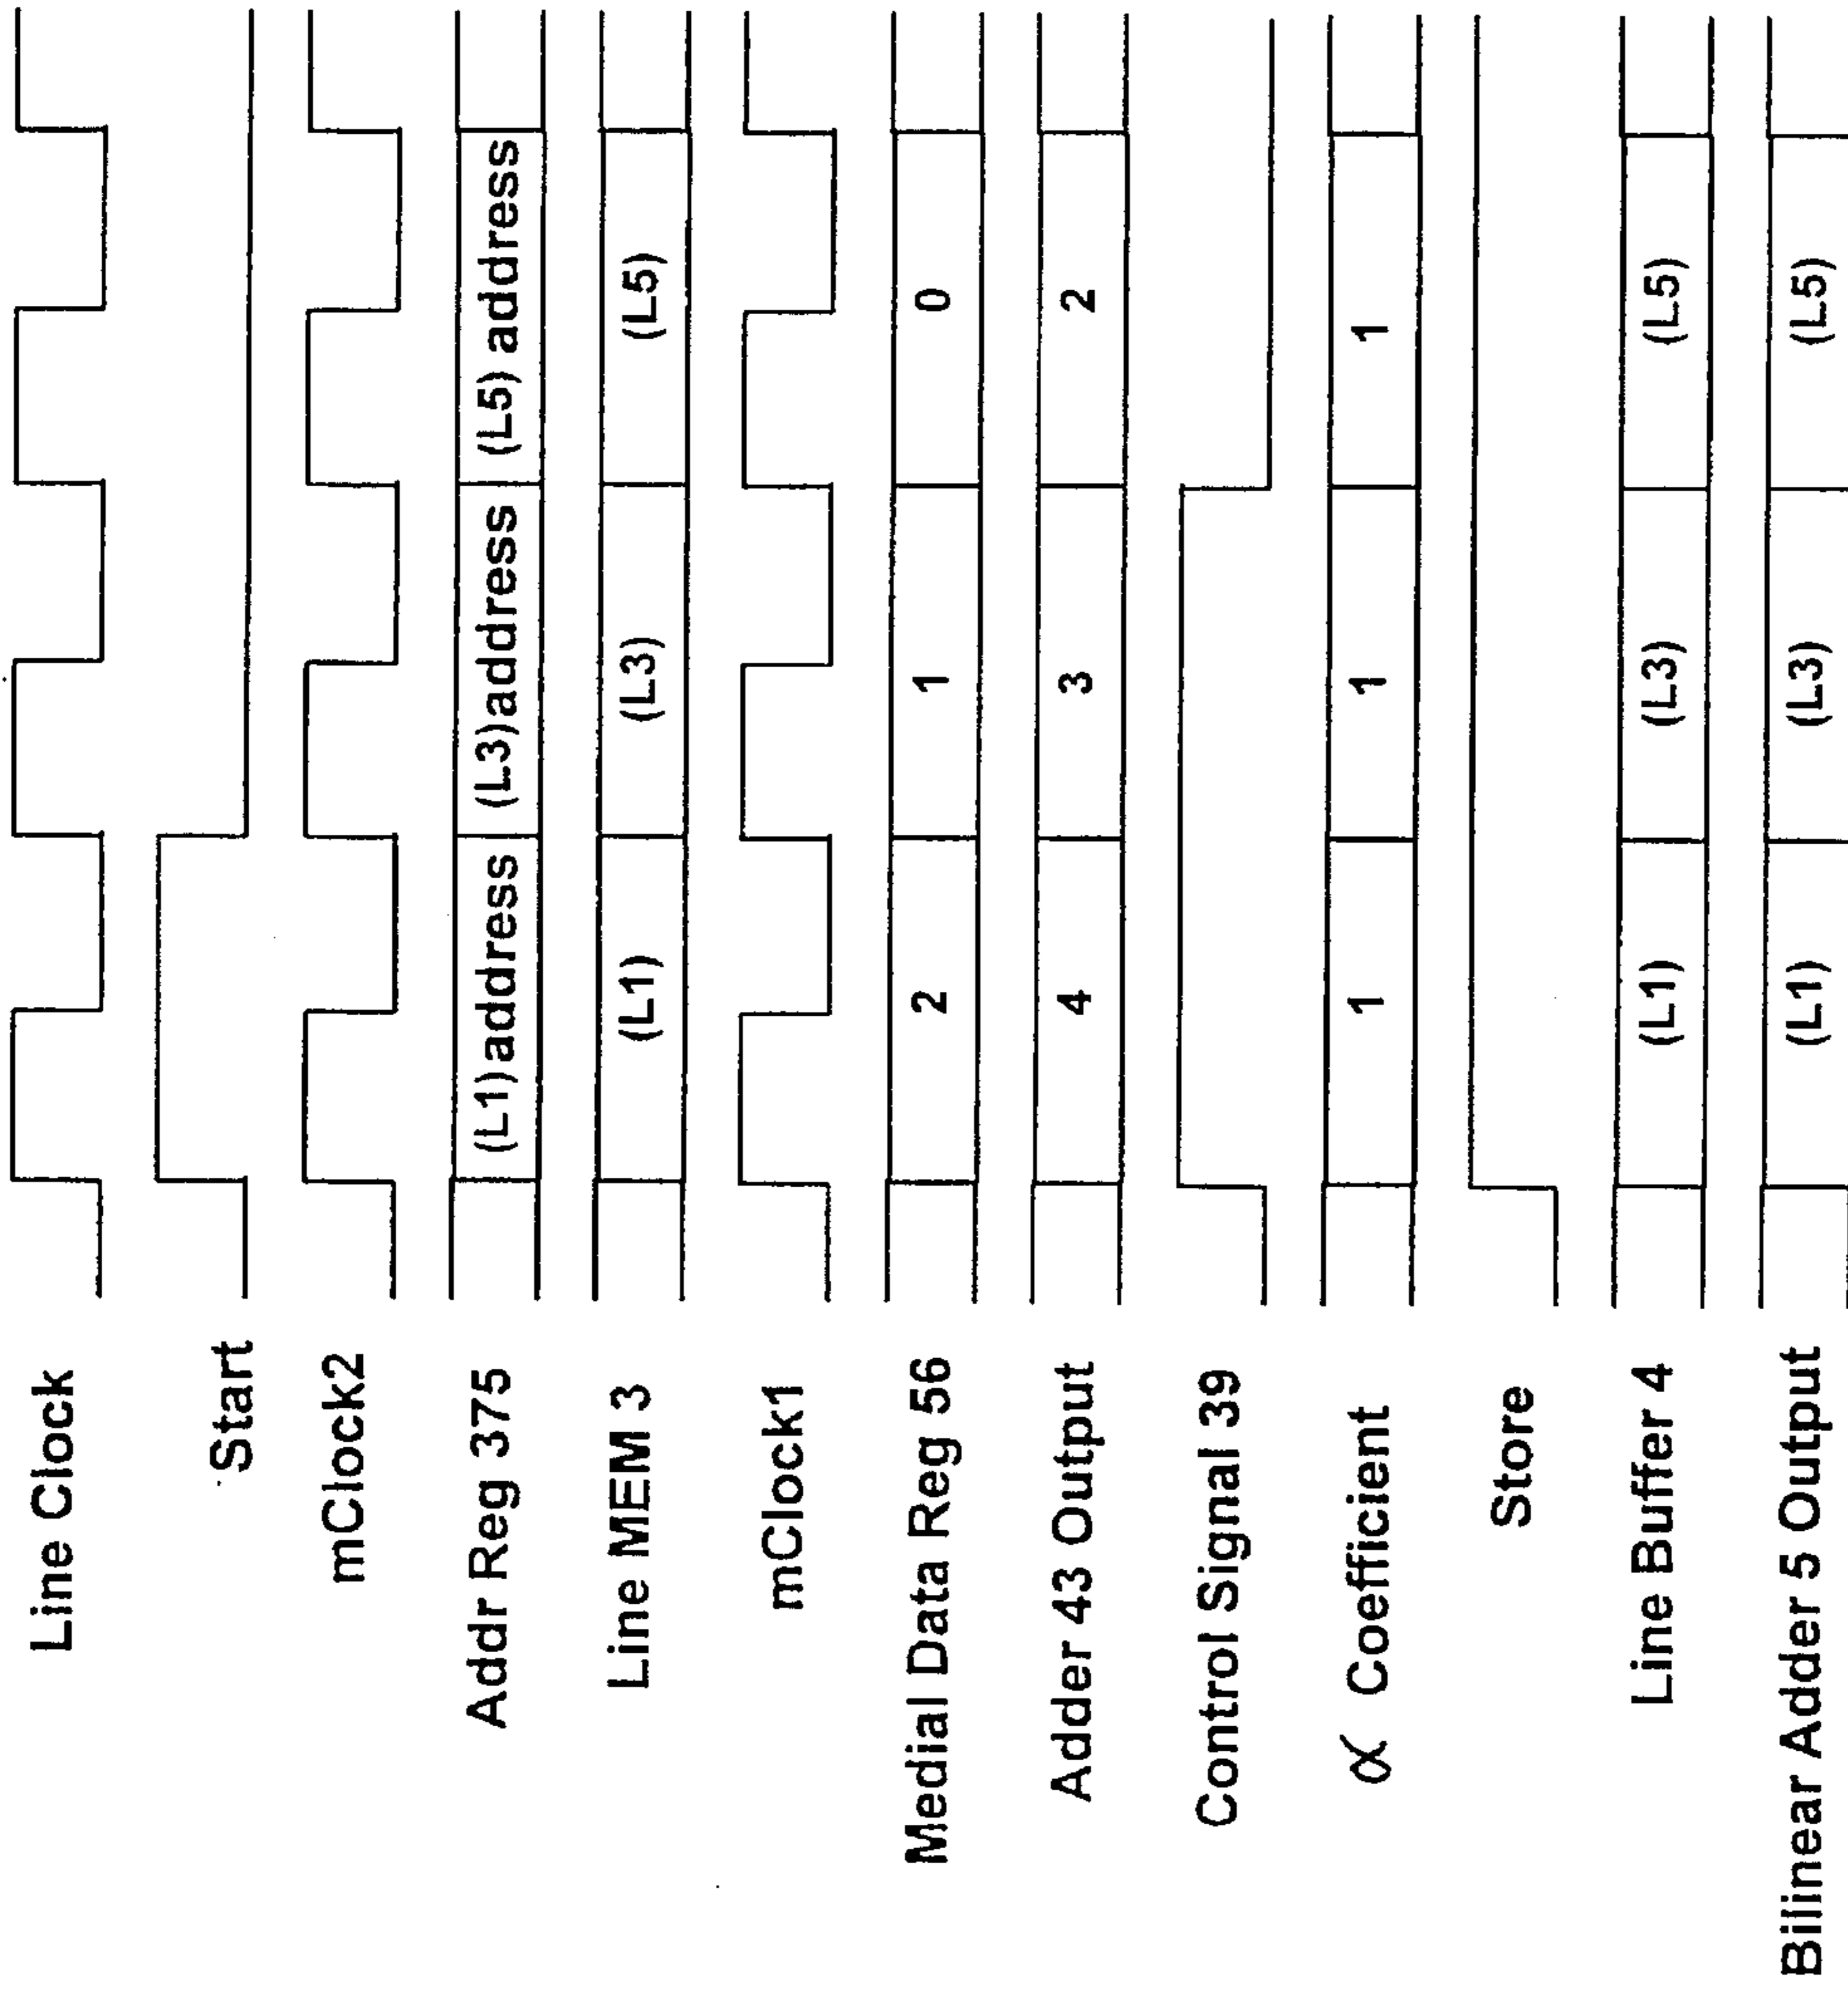 Line Clock
Start
mClock2
Addr Reg 375 (L1) address (L3) address (L5) address
Line MEM 3 (L1) (L3) (L5)
mClock1
Medial Data Reg 56 2 1 0
Adder 43 Output 4 3 2
Control Signal 39
∝ Coefficient 1 1 1
Store
Line Buffer 4 (L1) (L3) (L5)
Bilinear Adder 5 Output (L1) (L3) (L5)